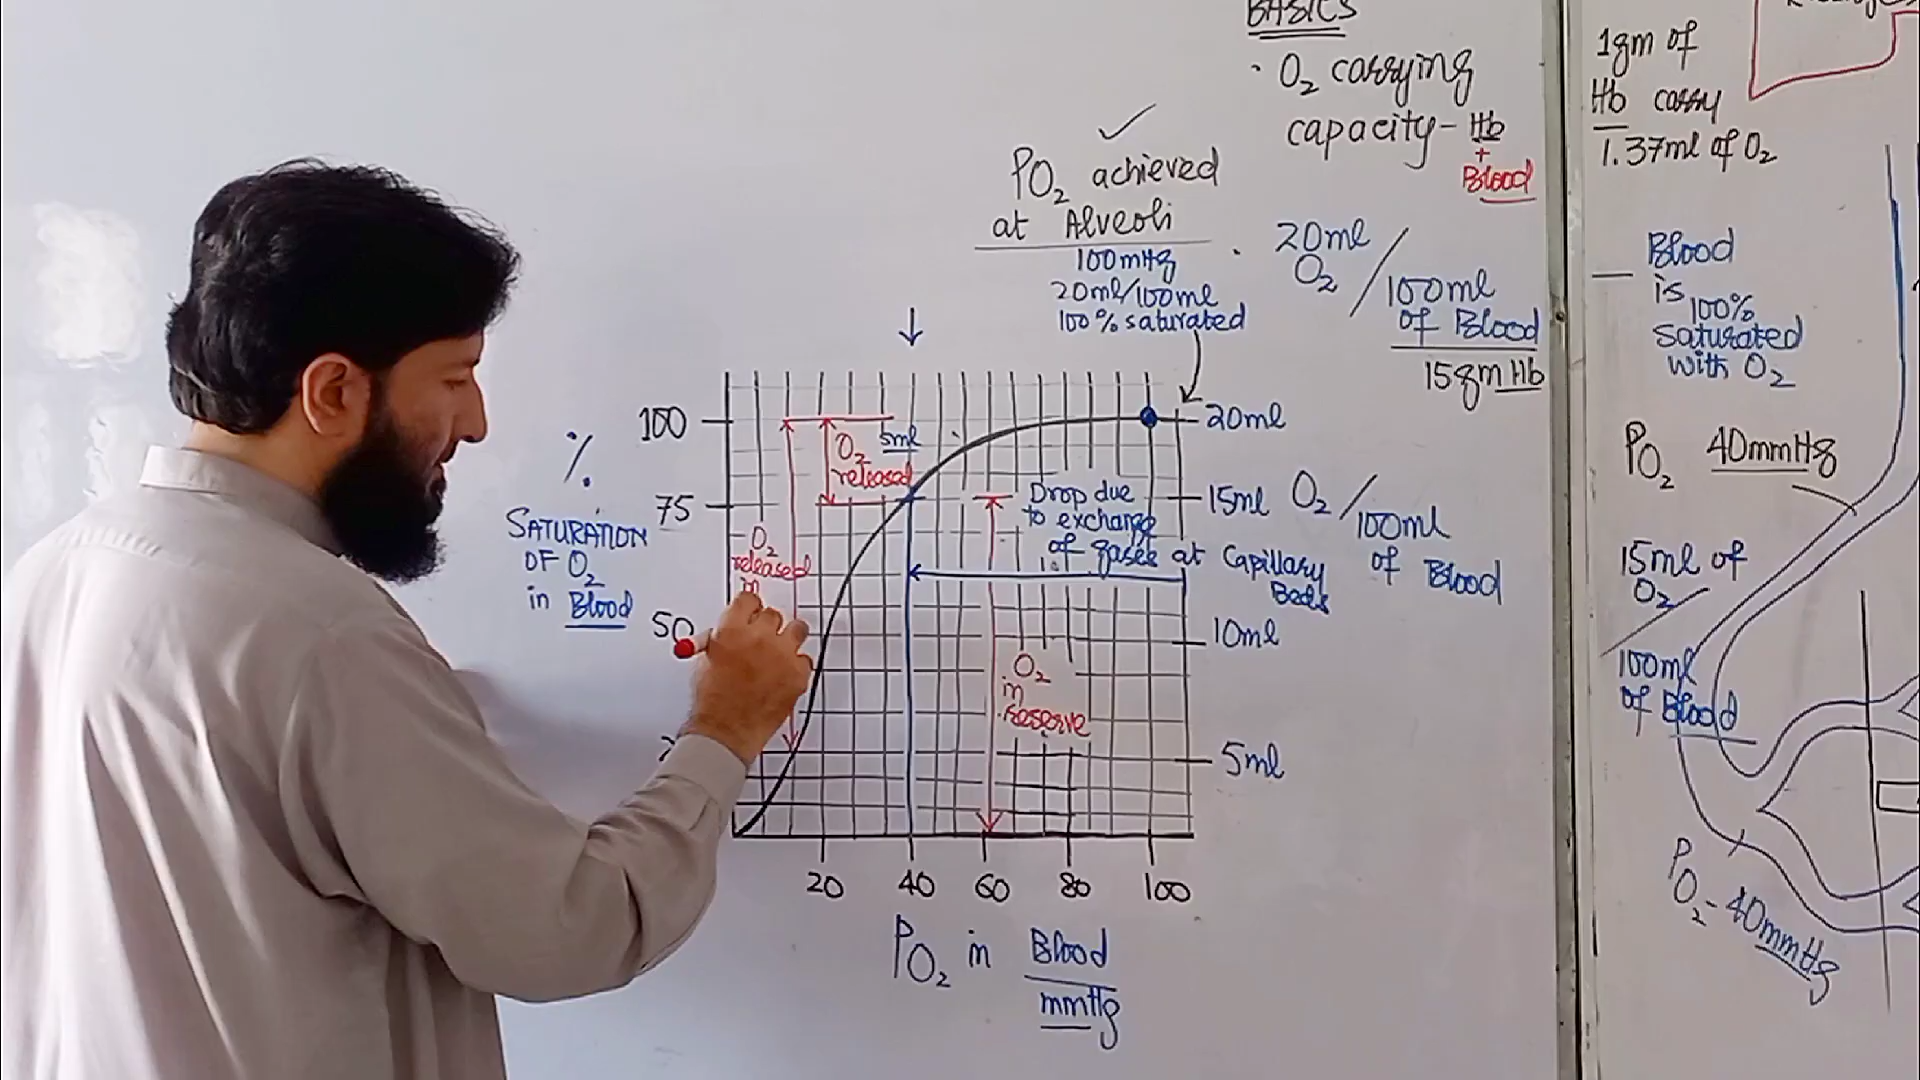 BASICS
· O₂ carrying
capacity - Hb
+
Blood
· 20ml
O₂ / 100ml
of Blood
15gm Hb
1gm of
Hb carry
1.37ml of O₂
PO₂ achieved
at Alveoli
100mHg
20ml/100ml
100% saturated
%
SATURATION
OF O₂
in Blood
100
75
50
O₂ 5ml
released
O₂
released
in
Drop due
to exchange
of gases at Capillary
Beds
O₂
in
reserve
20ml
15ml O₂/100ml
of Blood
10ml
5ml
20 40 60 80 100
PO₂ in Blood
mmHg
Blood
is 100%
saturated
with O₂
PO₂ 40mmHg
15ml of
O₂
100ml
of Blood
PO₂ - 40mmHg